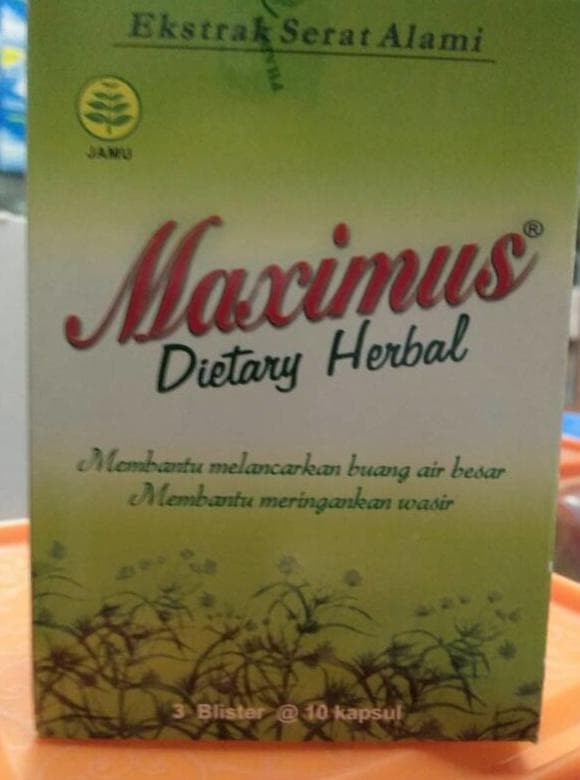 Ekstrak Serat Alami
JAMU
Maximus®
Dietary Herbal
Membantu melancarkan buang air besar
Membantu meringankan wasir
3 Blister @ 10 kapsul